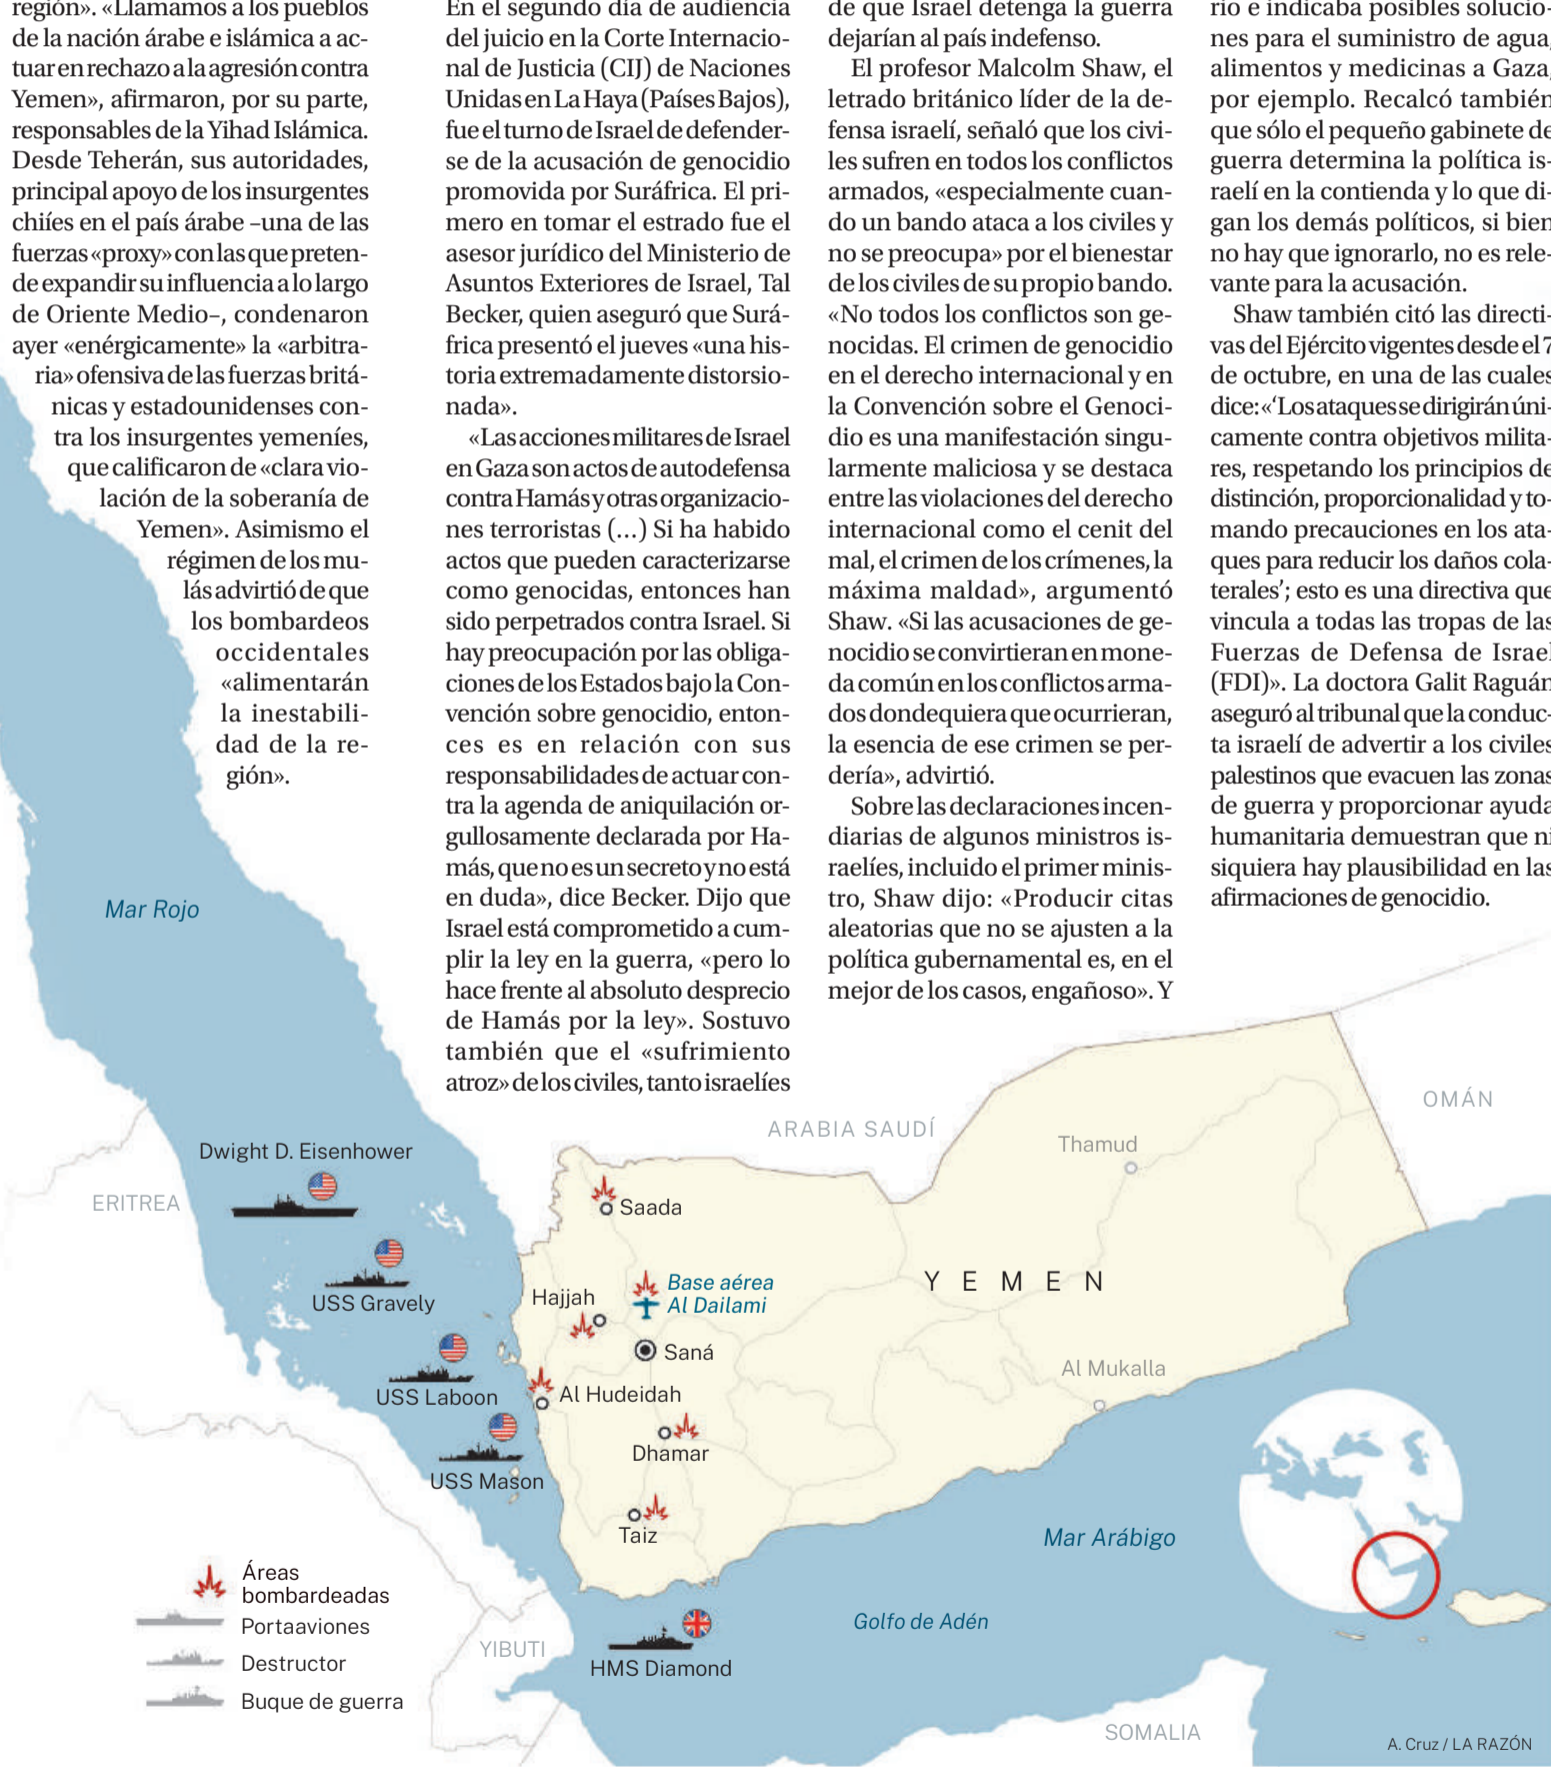 región». «Llamamos a los pueblos
de la nación árabe e islámica a ac-
tuar en rechazo a la agresión contra
Yemen», afirmaron, por su parte,
responsables de la Yihad Islámica.
Desde Teherán, sus autoridades,
principal apoyo de los insurgentes
chiíes en el país árabe –una de las
fuerzas «proxy» con las que preten-
de expandir su influencia a lo largo
de Oriente Medio–, condenaron
ayer «enérgicamente» la «arbitra-
ria» ofensiva de las fuerzas britá-
nicas y estadounidenses con-
tra los insurgentes yemeníes,
que calificaron de «clara vio-
lación de la soberanía de
Yemen». Asimismo el
régimen de los mu-
lás advirtió de que
los bombardeos
occidentales
«alimentarán
la inestabili-
dad de la re-
gión».
En el segundo día de audiencia
del juicio en la Corte Internacio-
nal de Justicia (CIJ) de Naciones
Unidas en La Haya (Países Bajos),
fue el turno de Israel de defender-
se de la acusación de genocidio
promovida por Suráfrica. El pri-
mero en tomar el estrado fue el
asesor jurídico del Ministerio de
Asuntos Exteriores de Israel, Tal
Becker, quien aseguró que Surá-
frica presentó el jueves «una his-
toria extremadamente distorsio-
nada».
«Las acciones militares de Israel
en Gaza son actos de autodefensa
contra Hamás y otras organizacio-
nes terroristas (...) Si ha habido
actos que pueden caracterizarse
como genocidas, entonces han
sido perpetrados contra Israel. Si
hay preocupación por las obliga-
ciones de los Estados bajo la Con-
vención sobre genocidio, enton-
ces es en relación con sus
responsabilidades de actuar con-
tra la agenda de aniquilación or-
gullosamente declarada por Ha-
más, que no es un secreto y no está
en duda», dice Becker. Dijo que
Israel está comprometido a cum-
plir la ley en la guerra, «pero lo
hace frente al absoluto desprecio
de Hamás por la ley». Sostuvo
también que el «sufrimiento
atroz» de los civiles, tanto israelíes
de que Israel detenga la guerra
dejarían al país indefenso.
El profesor Malcolm Shaw, el
letrado británico líder de la de-
fensa israelí, señaló que los civi-
les sufren en todos los conflictos
armados, «especialmente cuan-
do un bando ataca a los civiles y
no se preocupa» por el bienestar
de los civiles de su propio bando.
«No todos los conflictos son ge-
nocidas. El crimen de genocidio
en el derecho internacional y en
la Convención sobre el Genoci-
dio es una manifestación singu-
larmente maliciosa y se destaca
entre las violaciones del derecho
internacional como el cenit del
mal, el crimen de los crímenes, la
máxima maldad», argumentó
Shaw. «Si las acusaciones de ge-
nocidio se convirtieran en mone-
da común en los conflictos arma-
dos dondequiera que ocurrieran,
la esencia de ese crimen se per-
dería», advirtió.
Sobre las declaraciones incen-
diarias de algunos ministros is-
raelíes, incluido el primer minis-
tro, Shaw dijo: «Producir citas
aleatorias que no se ajusten a la
política gubernamental es, en el
mejor de los casos, engañoso». Y
rio e indicaba posibles solucio-
nes para el suministro de agua,
alimentos y medicinas a Gaza,
por ejemplo. Recalcó también
que sólo el pequeño gabinete de
guerra determina la política is-
raelí en la contienda y lo que di-
gan los demás políticos, si bien
no hay que ignorarlo, no es rele-
vante para la acusación.
Shaw también citó las directi-
vas del Ejército vigentes desde el 7
de octubre, en una de las cuales
dice: «'Los ataques se dirigirán úni-
camente contra objetivos milita-
res, respetando los principios de
distinción, proporcionalidad y to-
mando precauciones en los ata-
ques para reducir los daños cola-
terales'; esto es una directiva que
vincula a todas las tropas de las
Fuerzas de Defensa de Israel
(FDI)». La doctora Galit Raguán
aseguró al tribunal que la conduc-
ta israelí de advertir a los civiles
palestinos que evacuen las zonas
de guerra y proporcionar ayuda
humanitaria demuestran que ni
siquiera hay plausibilidad en las
afirmaciones de genocidio.
Mar Rojo
OMÁN
ARABIA SAUDÍ
Thamud
Dwight D. Eisenhower
ERITREA
Saada
USS Gravely
Hajjah
Base aérea
Al Dailami
YEMEN
Saná
Al Mukalla
USS Laboon
Al Hudeidah
Dhamar
USS Mason
Taiz
Mar Arábigo
Áreas
bombardeadas
Portaaviones
Destructor
Buque de guerra
YIBUTI
HMS Diamond
Golfo de Adén
SOMALIA
A. Cruz / LA RAZÓN